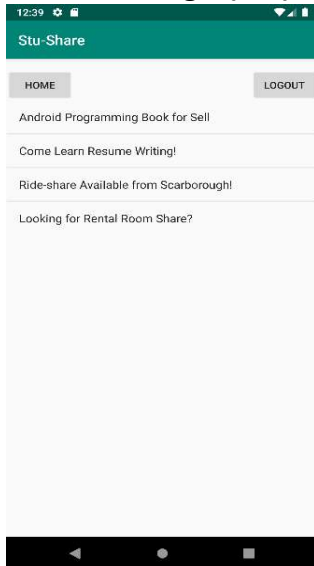 12:39
Stu-Share
HOME
LOGOUT
Android Programming Book for Sell
Come Learn Resume Writing!
Ride-share Available from Scarborough!
Looking for Rental Room Share?